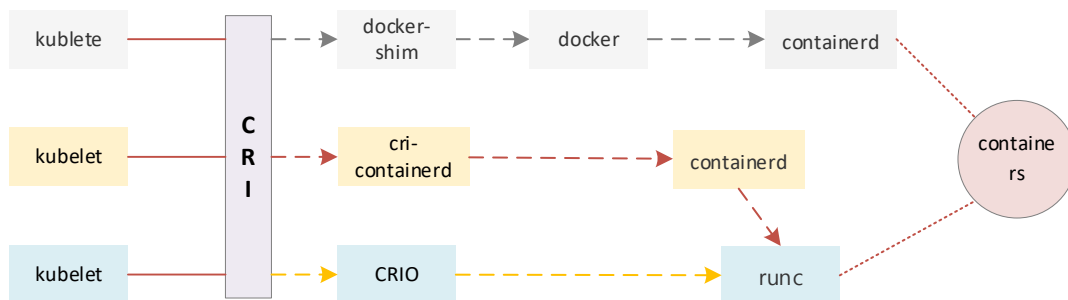 kublete
docker-
shim
docker
containerd
C
R
I
kubelet
cri-
containerd
containerd
containe
rs
kubelet
CRIO
runc